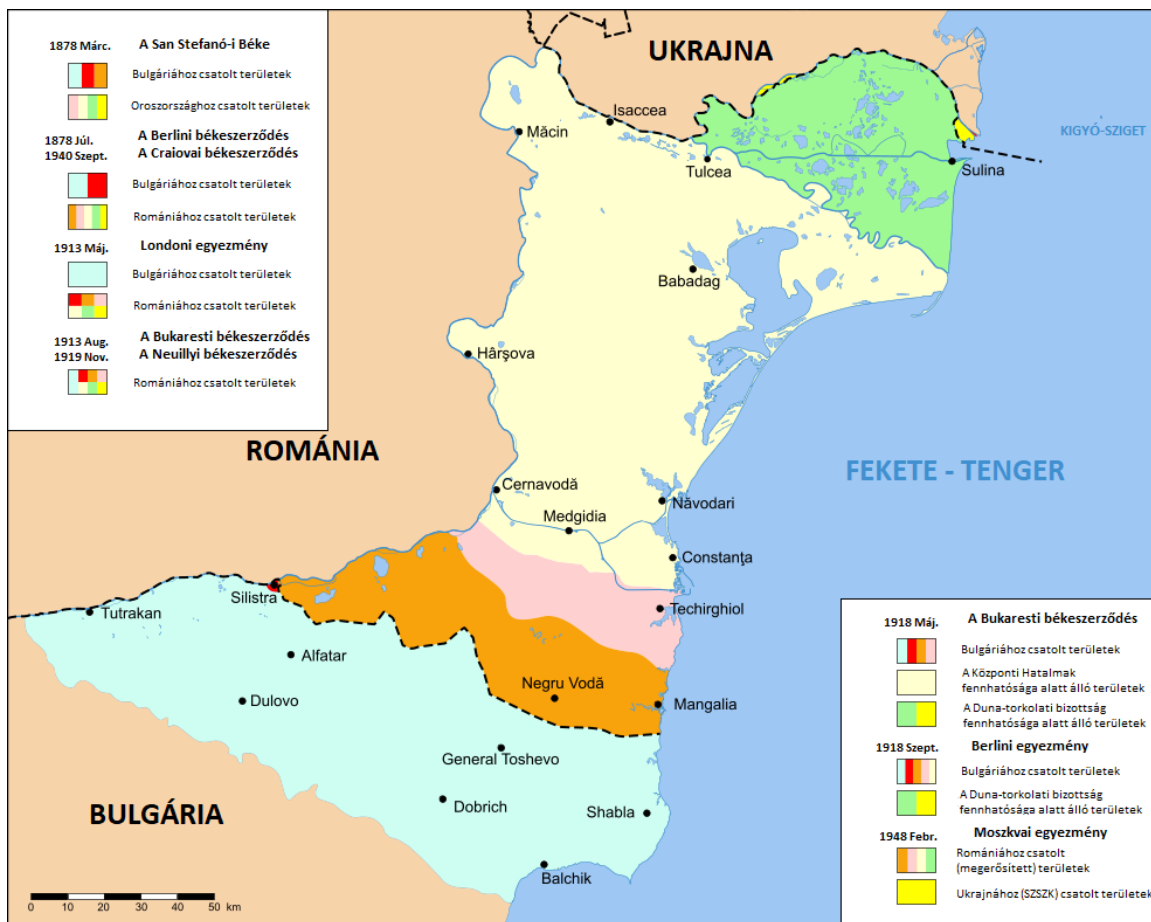 1878 Márc. A San Stefanó-i Béke
Bulgáriához csatolt területek
Oroszországhoz csatolt területek
1878 Júl. A Berlini békeszerződés
1940 Szept. A Craiovai békeszerződés
Bulgáriához csatolt területek
Romániához csatolt területek
1913 Máj. Londoni egyezmény
Bulgáriához csatolt területek
Romániához csatolt területek
1913 Aug. A Bukaresti békeszerződés
1919 Nov. A Neuillyi békeszerződés
Romániához csatolt területek
UKRAJNA
Isaccea
Măcin
KIGYÓ-SZIGET
Tulcea
Sulina
Babadag
Hârşova
ROMÁNIA
FEKETE - TENGER
Cernavodă
Năvodari
Medgidia
Constanţa
Silistra
Techirghiol
Tutrakan
Alfatar
Negru Vodă
Mangalia
Dulovo
General Toshevo
Dobrich
Shabla
BULGÁRIA
Balchik
0 10 20 30 40 50 km
1918 Máj. A Bukaresti békeszerződés
Bulgáriához csatolt területek
A Központi Hatalmak
fennhatósága alatt álló területek
A Duna-torkolati bizottság
fennhatósága alatt álló területek
1918 Szept. Berlini egyezmény
Bulgáriához csatolt területek
A Duna-torkolati bizottság
fennhatósága alatt álló területek
1948 Febr. Moszkvai egyezmény
Romániához csatolt
(megerősített) területek
Ukrajnához (SZSZK) csatolt területek